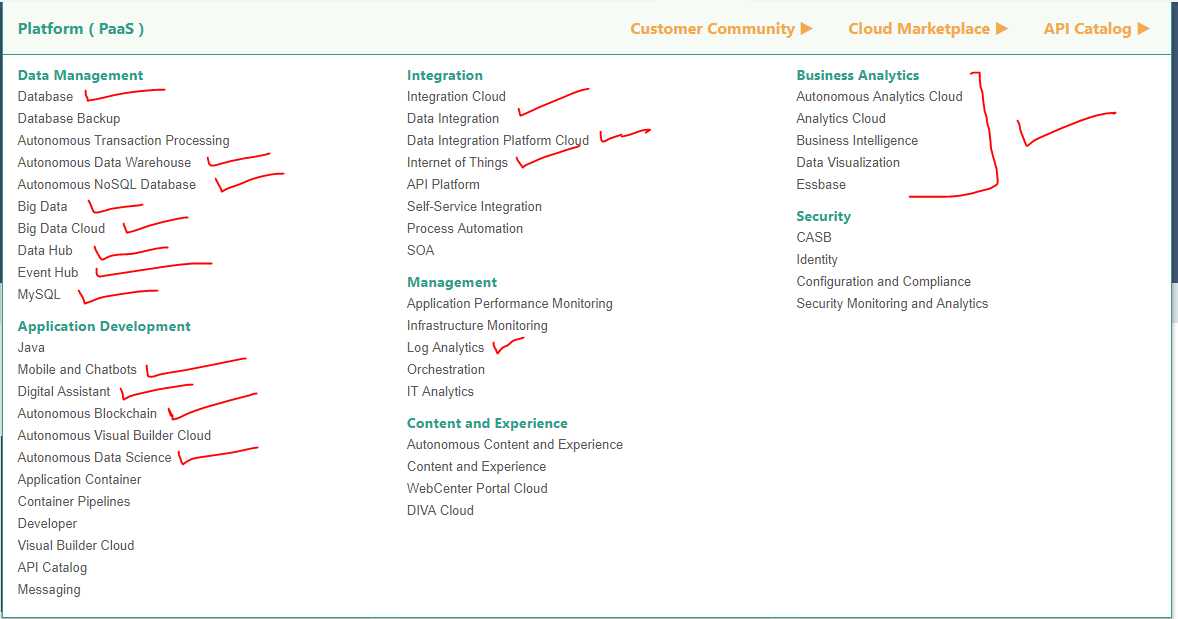 Platform ( PaaS )
Customer Community
Cloud Marketplace
API Catalog
Data Management
Database
Database Backup
Autonomous Transaction Processing
Autonomous Data Warehouse
Autonomous NoSQL Database
Big Data
Big Data Cloud
Data Hub
Event Hub
MySQL
Application Development
Java
Mobile and Chatbots
Digital Assistant
Autonomous Blockchain
Autonomous Visual Builder Cloud
Autonomous Data Science
Application Container
Container Pipelines
Developer
Visual Builder Cloud
API Catalog
Messaging
Integration
Integration Cloud
Data Integration
Data Integration Platform Cloud
Internet of Things
API Platform
Self-Service Integration
Process Automation
SOA
Management
Application Performance Monitoring
Infrastructure Monitoring
Log Analytics
Orchestration
IT Analytics
Content and Experience
Autonomous Content and Experience
Content and Experience
WebCenter Portal Cloud
DIVA Cloud
Business Analytics
Autonomous Analytics Cloud
Analytics Cloud
Business Intelligence
Data Visualization
Essbase
Security
CASB
Identity
Configuration and Compliance
Security Monitoring and Analytics